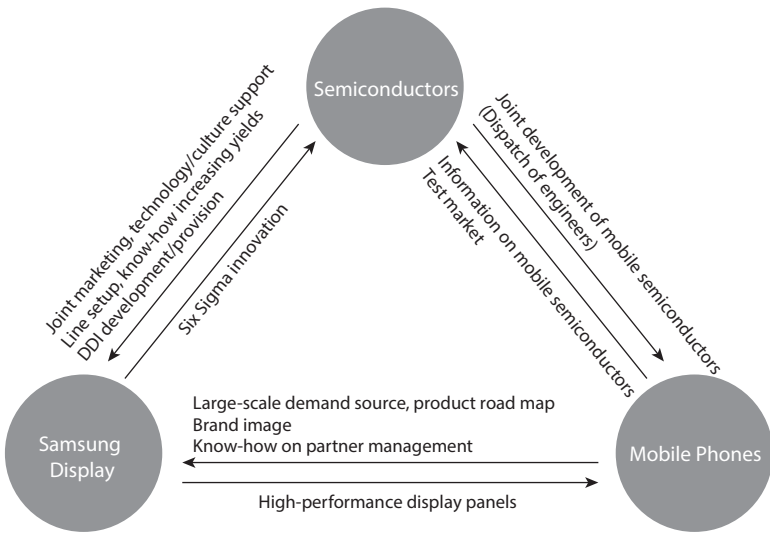 Semiconductors
Joint marketing, technology/culture support
Line setup, know-how increasing yields
DDI development/provision
Six Sigma innovation
Joint development of mobile semiconductors
(Dispatch of engineers)
Information on mobile semiconductors
Test market
Samsung
Display
Large-scale demand source, product road map
Brand image
Know-how on partner management
High-performance display panels
Mobile Phones